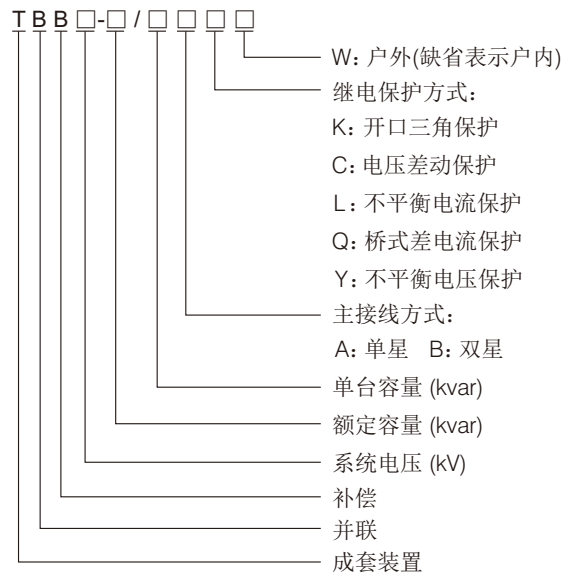 TBB□-□/□□□□
W: 户外(缺省表示户内)
继电保护方式:
K: 开口三角保护
C: 电压差动保护
L: 不平衡电流保护
Q: 桥式差电流保护
Y: 不平衡电压保护
主接线方式:
A: 单星 B: 双星
单台容量 (kvar)
额定容量 (kvar)
系统电压 (kV)
补偿
并联
成套装置